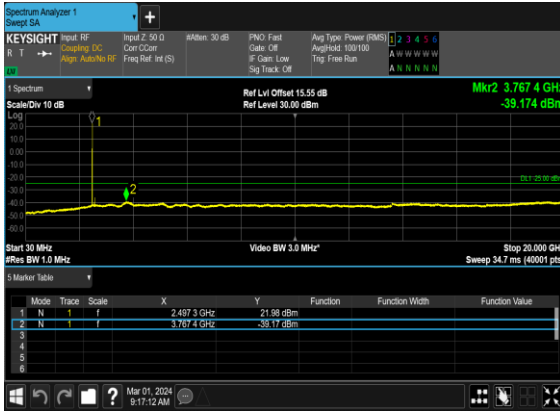 Spectrum Analyzer 1
Swept SA
+
KEYSIGHT
R T
LV
Input: RF
Coupling: DC
Align: Auto/No RF
Input Z: 50 Ω
Corr CCorr
Freq Ref: Int (S)
#Atten: 30 dB
PNO: Fast
Gate: Off
IF Gain: Low
Sig Track: Off
Avg Type: Power (RMS)
Avg|Hold: 100/100
Trig: Free Run
1 2 3 4 5 6
A W W W W W
A N N N N N
1 Spectrum
Scale/Div 10 dB
Ref Lvl Offset 15.55 dB
Ref Level 30.00 dBm
Mkr2 3.767 4 GHz
-39.174 dBm
Log
20.0
10.0
0.00
-10.0
-20.0
-30.0
-40.0
-50.0
-60.0
1
2
DL1 -25.00 dBm
Start 30 MHz
#Res BW 1.0 MHz
Video BW 3.0 MHz*
Stop 20.000 GHz
Sweep 34.7 ms (40001 pts)
5 Marker Table
Mode Trace Scale X Y Function Function Width Function Value
1 N 1 f 2.497 3 GHz 21.98 dBm
2 N 1 f 3.767 4 GHz -39.17 dBm
3
4
5
6
?
Mar 01, 2024
9:17:12 AM